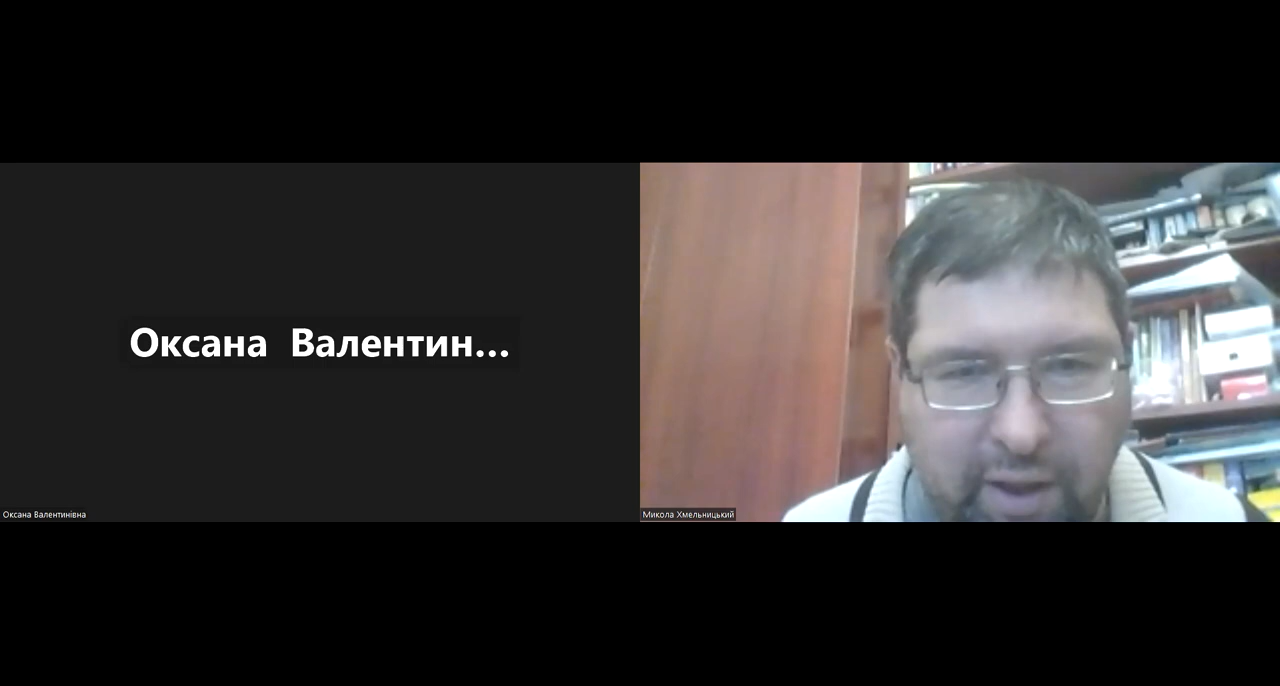 Оксана Валентин...
Оксана Валентинівна
Микола Хмельницький